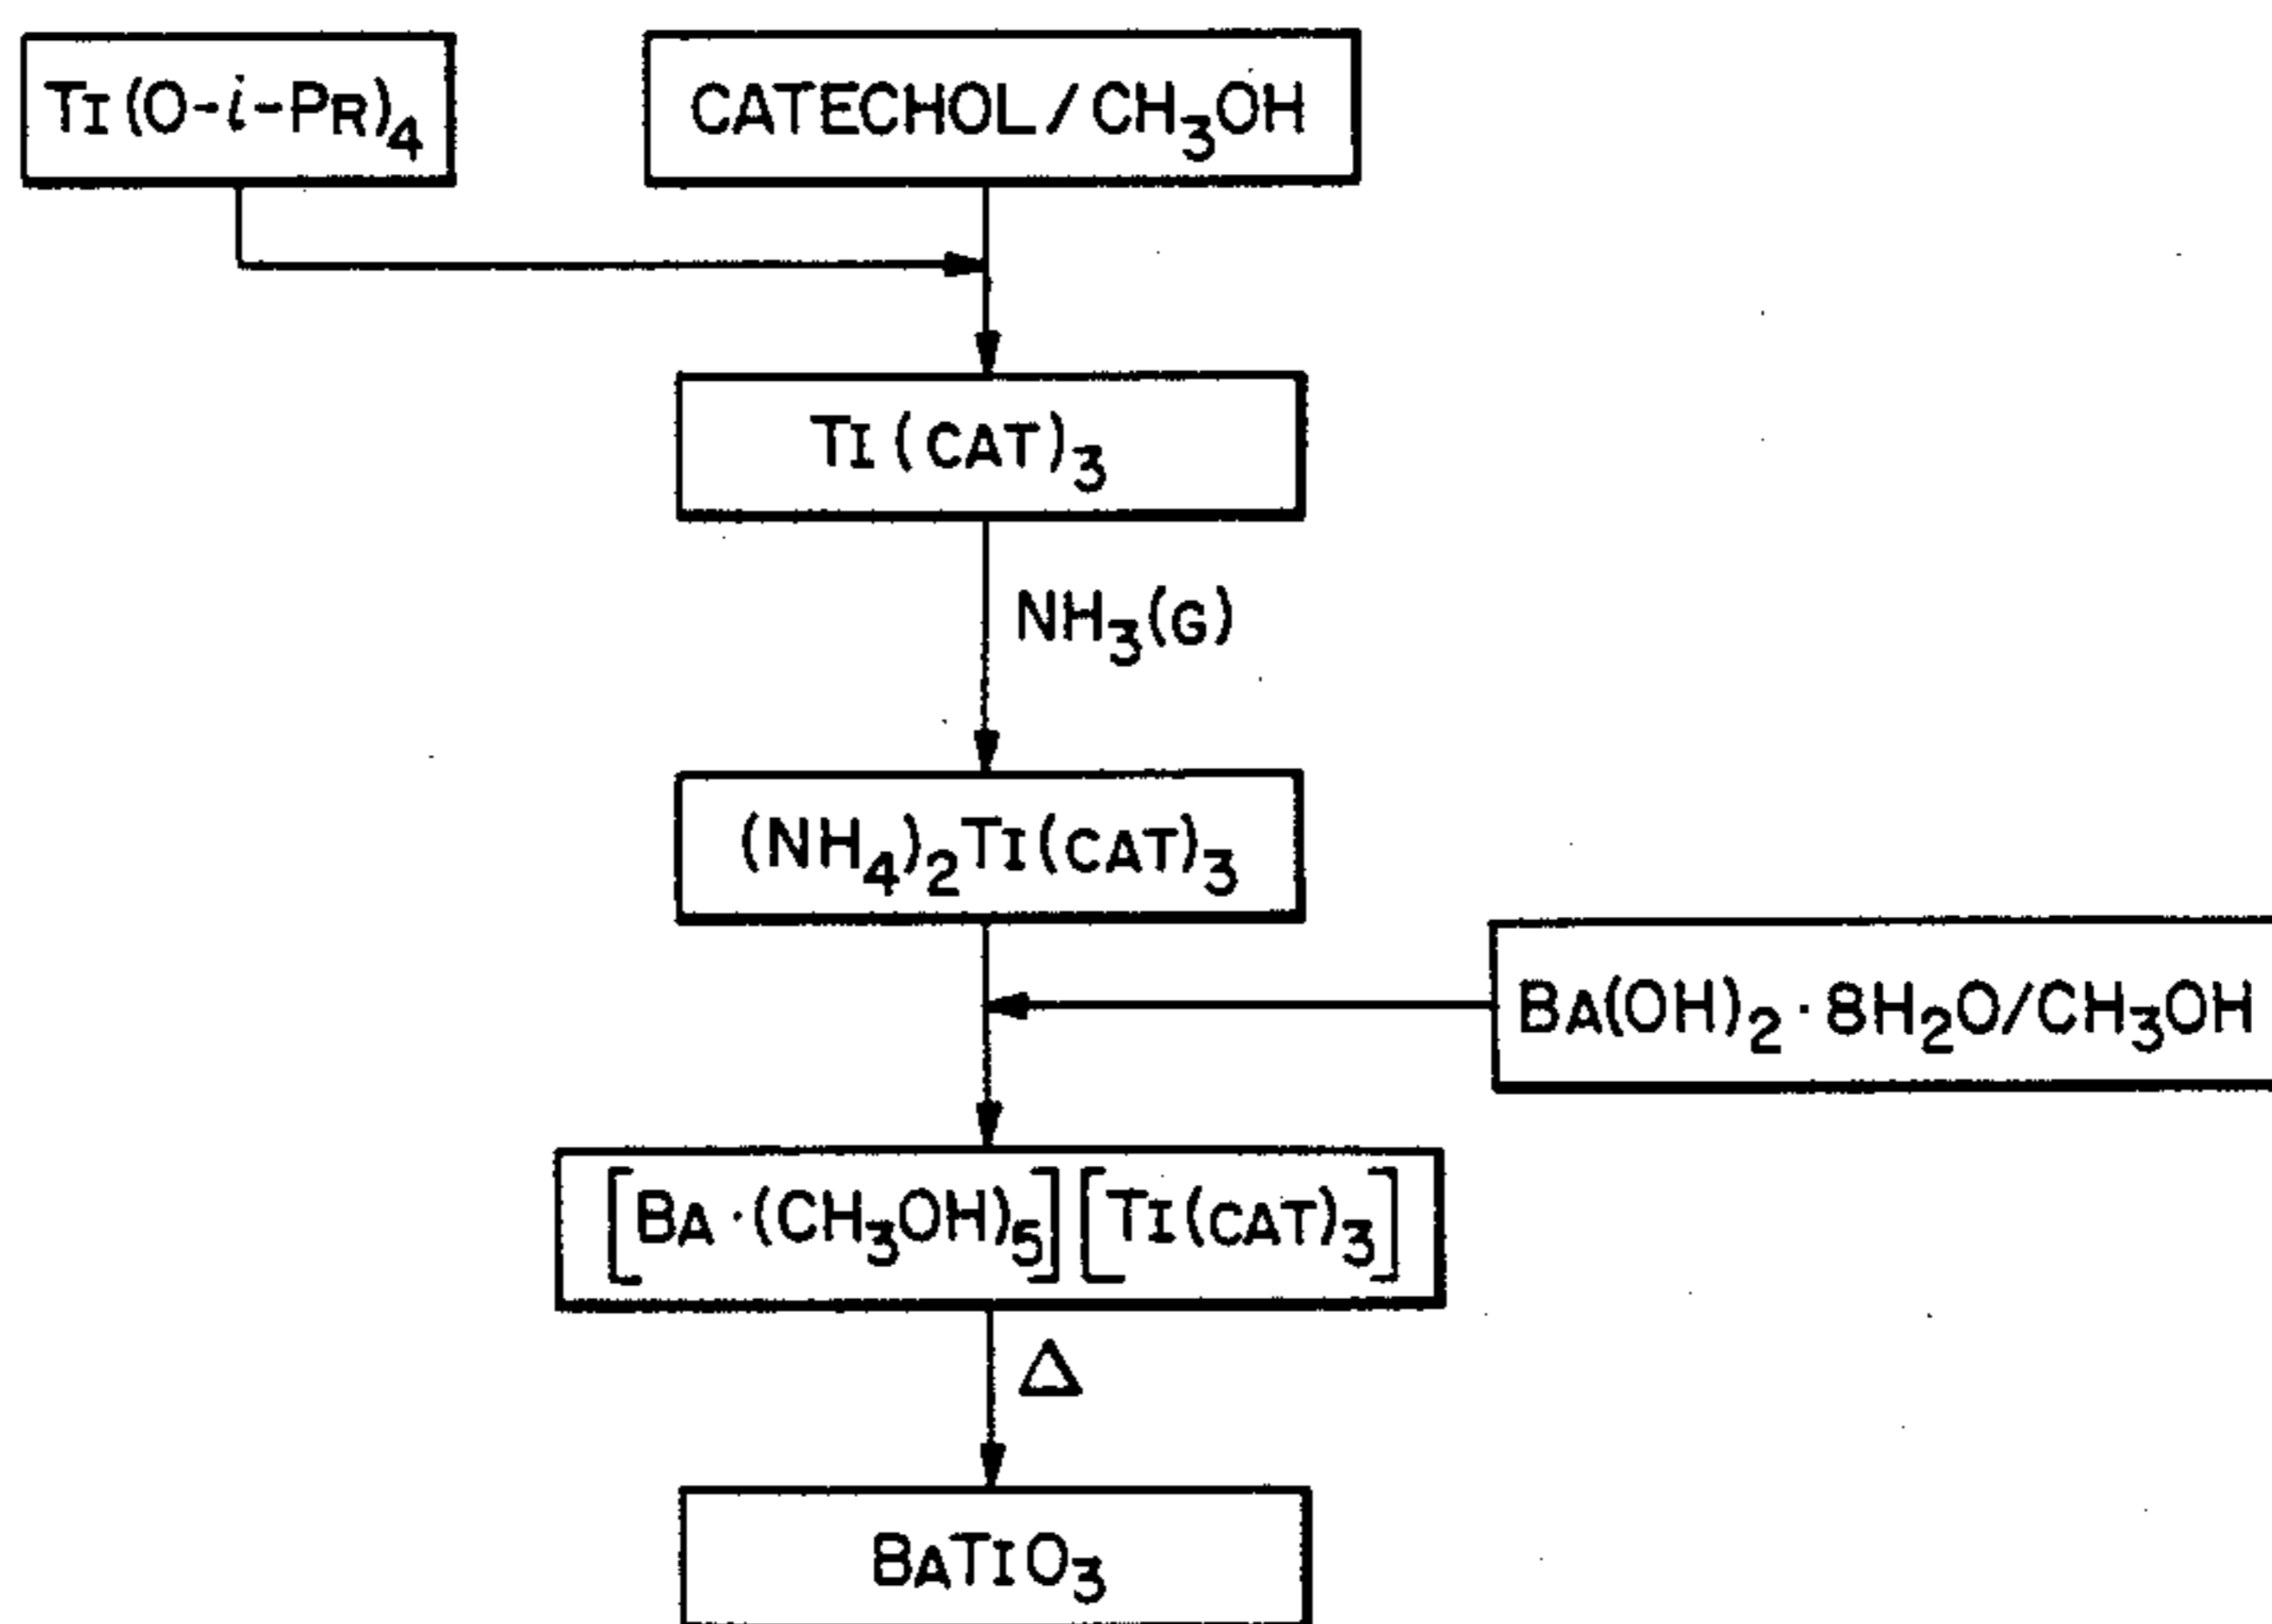 TI(O-i-PR)4
CATECHOL/CH3OH
TI(CAT)3
NH3(G)
(NH4)2TI(CAT)3
BA(OH)2·8H2O/CH3OH
[BA·(CH3OH)5][TI(CAT)3]
Δ
BATIO3